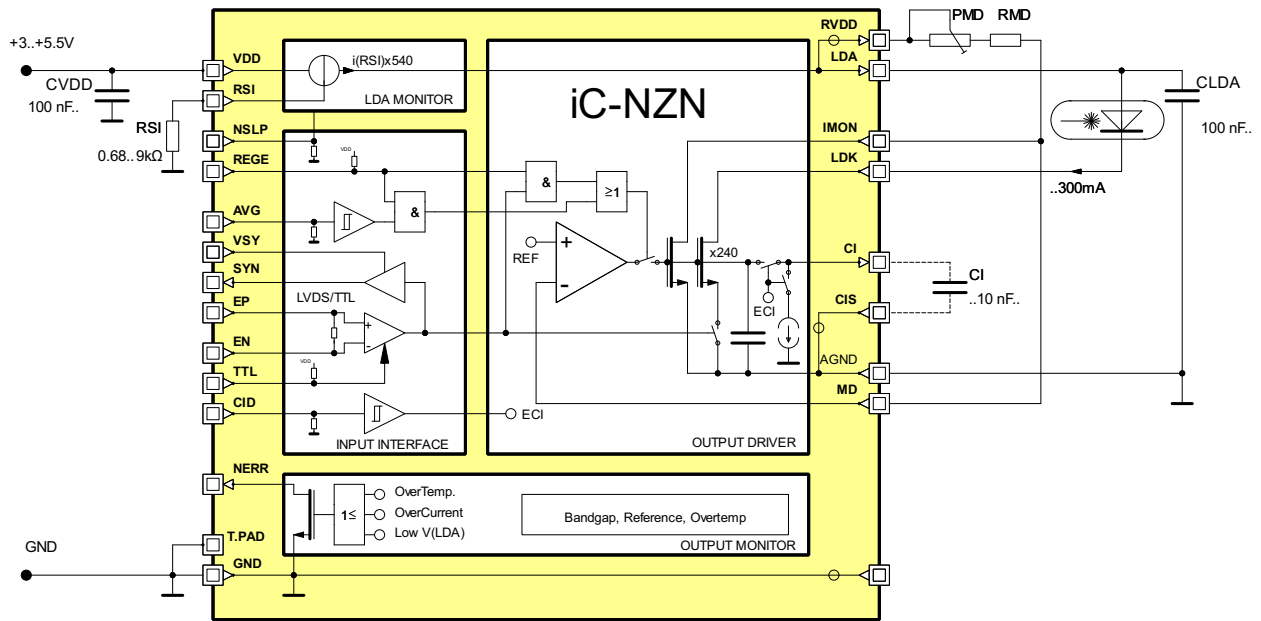 +3..+5.5V
CVDD
100 nF..
RSI
0.68..9kΩ
GND
VDD
RSI
NSLP
REGE
AVG
VSY
SYN
EP
EN
TTL
CID
NERR
T.PAD
GND
i(RSI)x540
LDA MONITOR
VDD
&
LVDS/TTL
+
-
VDD
ECI
INPUT INTERFACE
iC-NZN
&
≥1
REF
+
-
x240
ECI
OUTPUT DRIVER
1≤
OverTemp.
OverCurrent
Low V(LDA)
Bandgap, Reference, Overtemp
OUTPUT MONITOR
RVDD
LDA
IMON
LDK
CI
CIS
AGND
MD
PMD
RMD
CLDA
100 nF..
..300mA
CI
..10 nF..